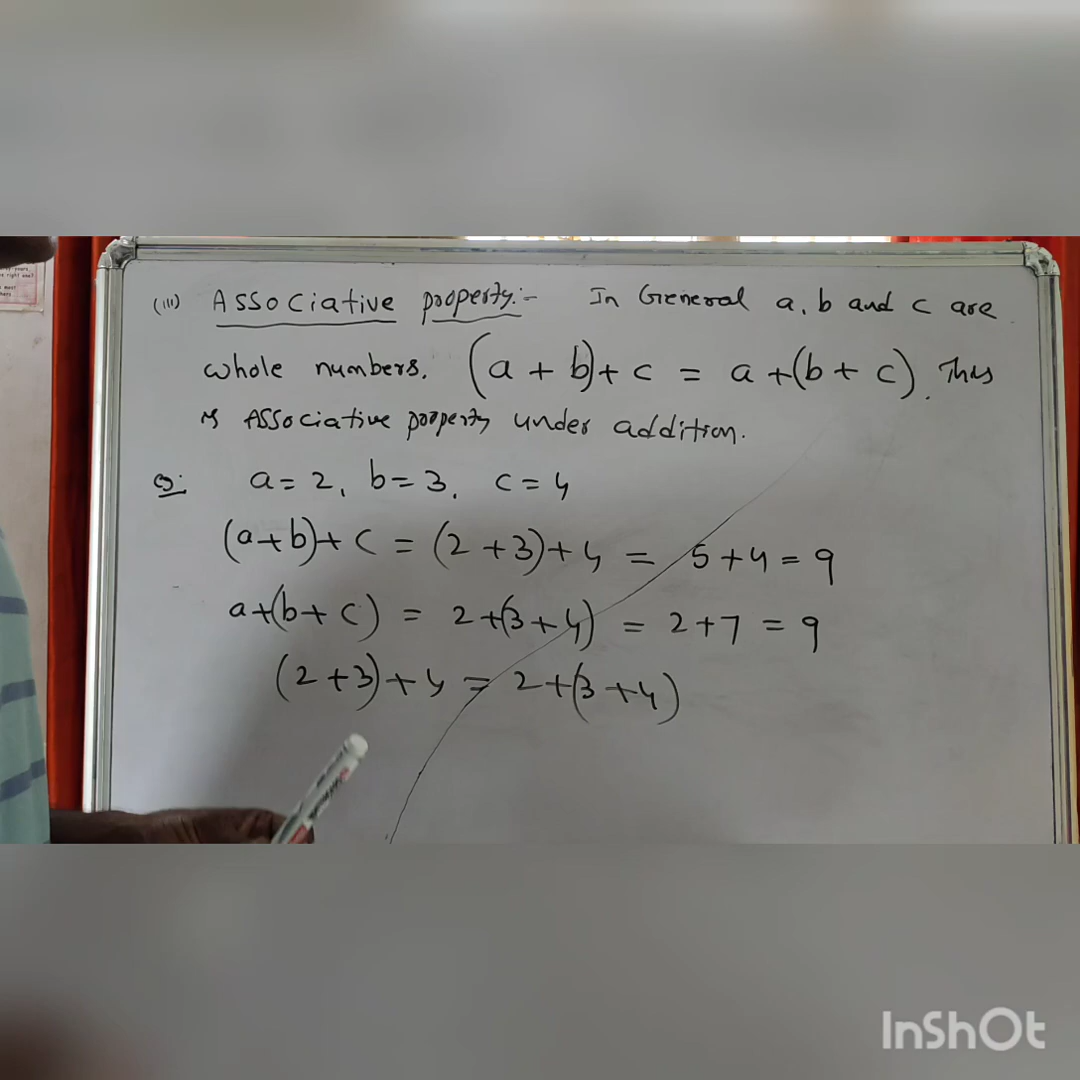 (III) Associative property:- In General a, b and c are
whole numbers. (a + b) + c = a + (b + c). This
is Associative property under addition.
eg: a = 2, b = 3, c = 4
(a+b)+c = (2+3)+4 = 5+4 = 9
a+(b+c) = 2+(3+4) = 2+7 = 9
(2+3)+4 = 2+(3+4)
InShOt